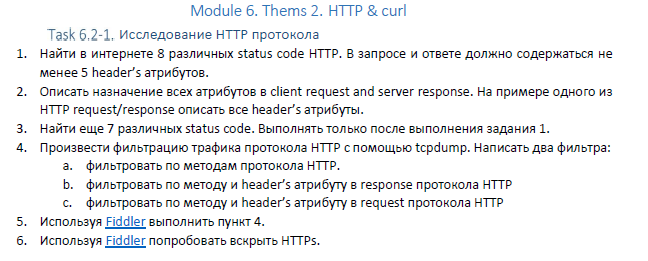 Module 6. Thems 2. HTTP & curl
Task 6.2-1. Исследование HTTP протокола
1. Найти в интернете 8 различных status code HTTP. В запросе и ответе должно содержаться не
менее 5 header’s атрибутов.
2. Описать назначение всех атрибутов в client request and server response. На примере одного из
HTTP request/response описать все header’s атрибуты.
3. Найти еще 7 различных status code. Выполнять только после выполнения задания 1.
4. Произвести фильтрацию трафика протокола HTTP с помощью tcpdump. Написать два фильтра:
a. фильтровать по методам протокола HTTP.
b. фильтровать по методу и header’s атрибуту в response протокола HTTP
c. фильтровать по методу и header’s атрибуту в request протокола HTTP
5. Используя Fiddler выполнить пункт 4.
6. Используя Fiddler попробовать вскрыть HTTPs.